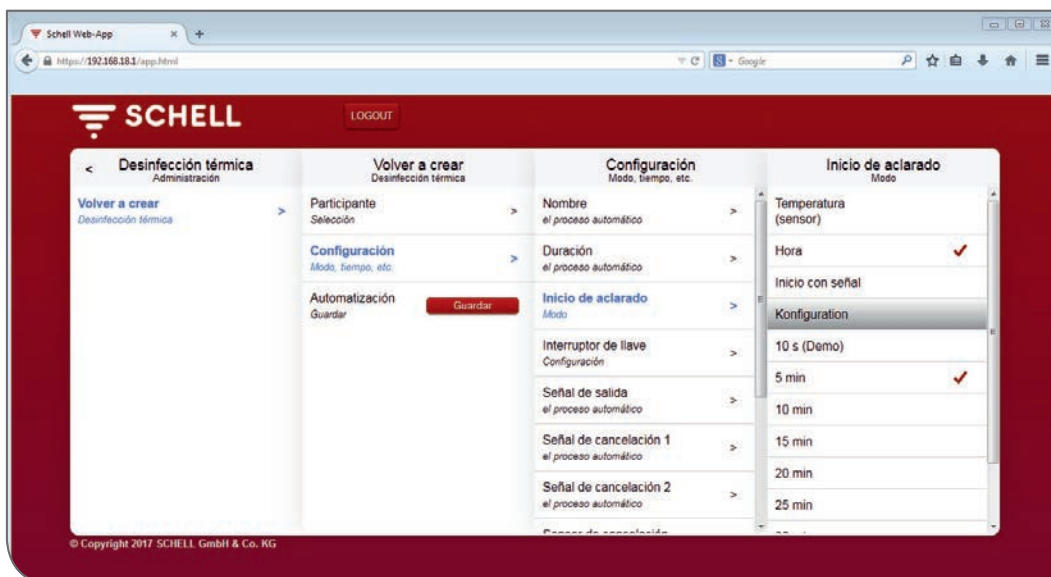 Schell Web-App
https://192.168.18.1/app.html
Google
SCHELL
LOGOUT
< Desinfección térmica
Administración
Volver a crear >
Desinfección térmica
Volver a crear
Desinfección térmica
Participante >
Selección
Configuración >
Modo, tiempo, etc.
Automatización
Guardar
Guardar
Configuración
Modo, tiempo, etc.
Nombre >
el proceso automático
Duración >
el proceso automático
Inicio de aclarado >
Modo
Interruptor de llave >
Configuración
Señal de salida >
el proceso automático
Señal de cancelación 1 >
el proceso automático
Señal de cancelación 2 >
el proceso automático
Inicio de aclarado
Modo
Temperatura
(sensor)
Hora
Inicio con señal
Konfiguration
10 s (Demo)
5 min
10 min
15 min
20 min
25 min
© Copyright 2017 SCHELL GmbH & Co. KG